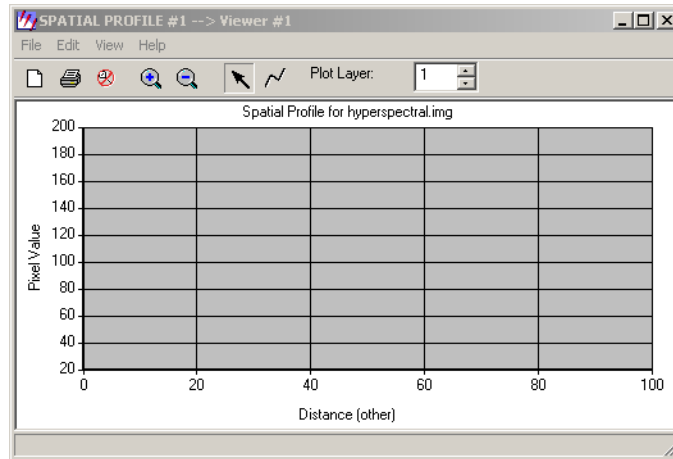 SPATIAL PROFILE #1 --> Viewer #1
File Edit View Help
Plot Layer: 1
Spatial Profile for hyperspectral.img
200
180
160
140
120
100
80
60
40
20
Pixel Value
0 20 40 60 80 100
Distance (other)